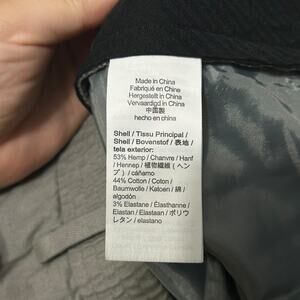 Made in China
Fabriqué en China
Hergestellt in China
Vervaardigd in China
中国製
hecho en china
Shell / Tissu Principal /
Shell / Bovenstof / 表地 /
tela exterior:
53% Hemp / Chanvre / Hanf
/ Hennep / 植物繊維 (ヘン
プ) / cáñamo
44% Cotton / Coton /
Baumwolle / Katoen / 綿 /
algodón
3% Elastane / Élasthanne /
Elastan / Elastaan / ポリウ
レタン / elastano